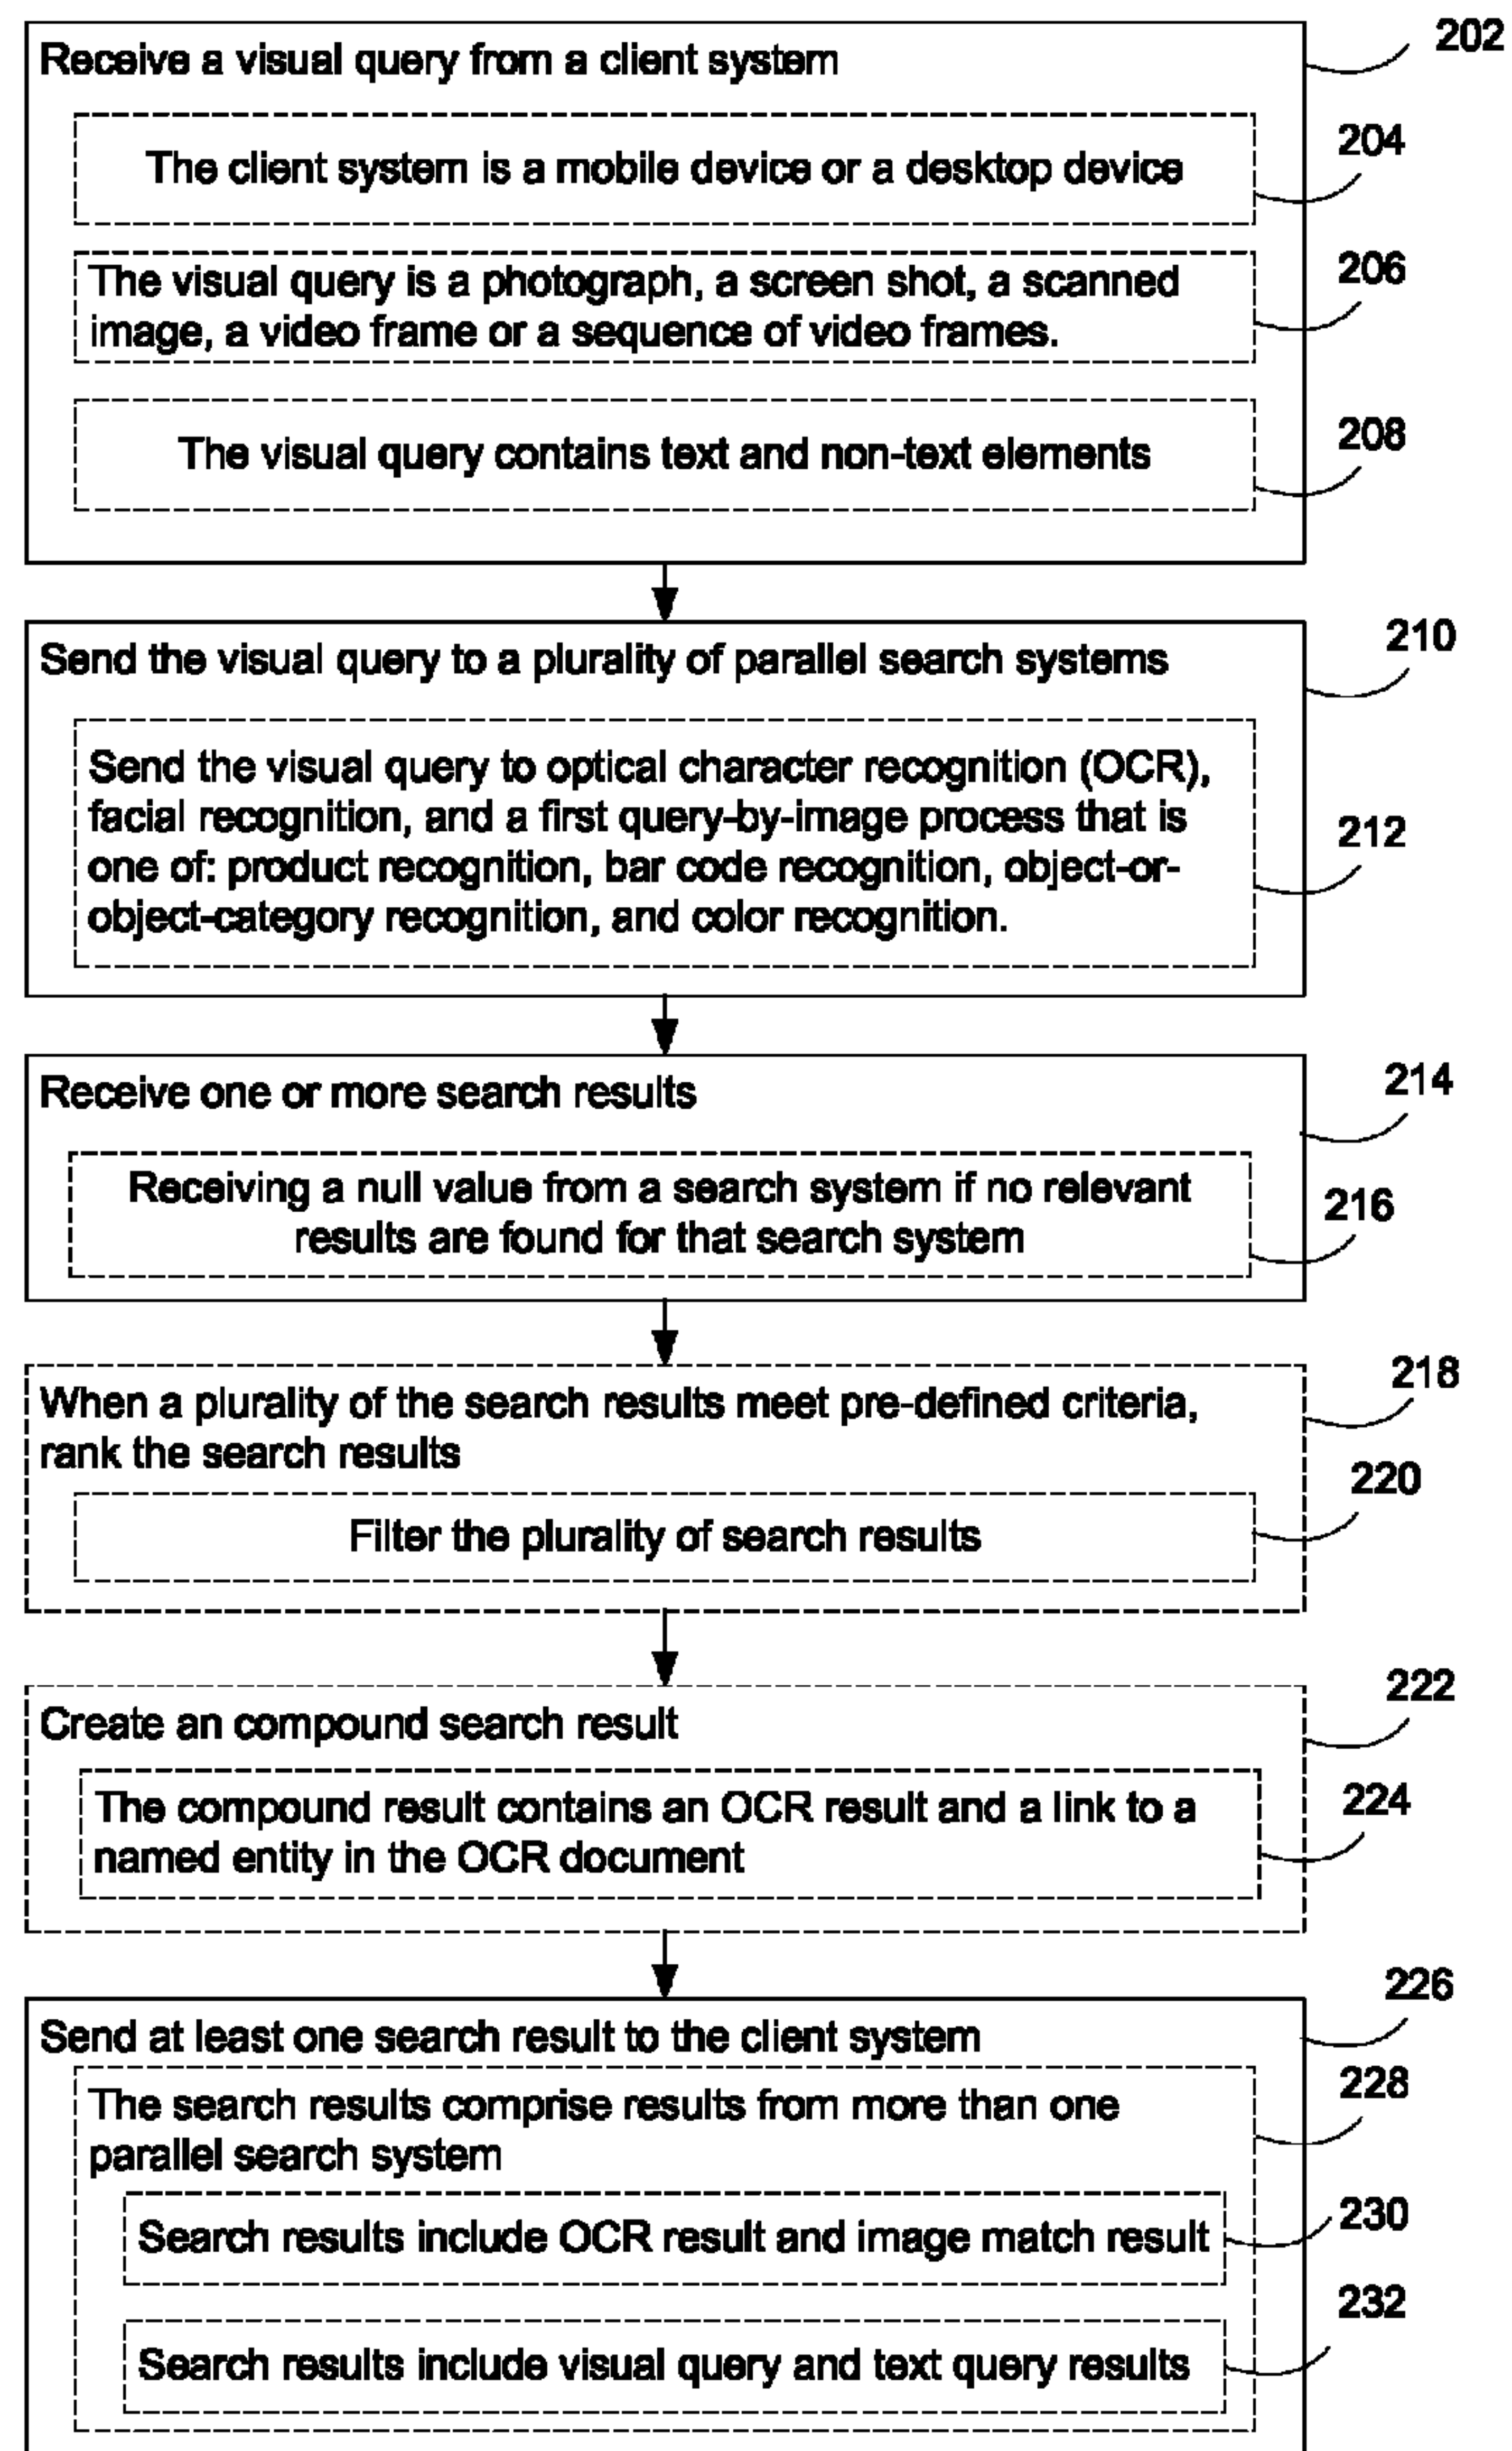 Receive a visual query from a client system
202
The client system is a mobile device or a desktop device
204
The visual query is a photograph, a screen shot, a scanned
image, a video frame or a sequence of video frames.
206
The visual query contains text and non-text elements
208
Send the visual query to a plurality of parallel search systems
210
Send the visual query to optical character recognition (OCR),
facial recognition, and a first query-by-image process that is
one of: product recognition, bar code recognition, object-or-
object-category recognition, and color recognition.
212
Receive one or more search results
214
Receiving a null value from a search system if no relevant
results are found for that search system
216
When a plurality of the search results meet pre-defined criteria,
rank the search results
218
Filter the plurality of search results
220
Create an compound search result
222
The compound result contains an OCR result and a link to a
named entity in the OCR document
224
Send at least one search result to the client system
226
The search results comprise results from more than one
parallel search system
228
Search results include OCR result and image match result
230
Search results include visual query and text query results
232